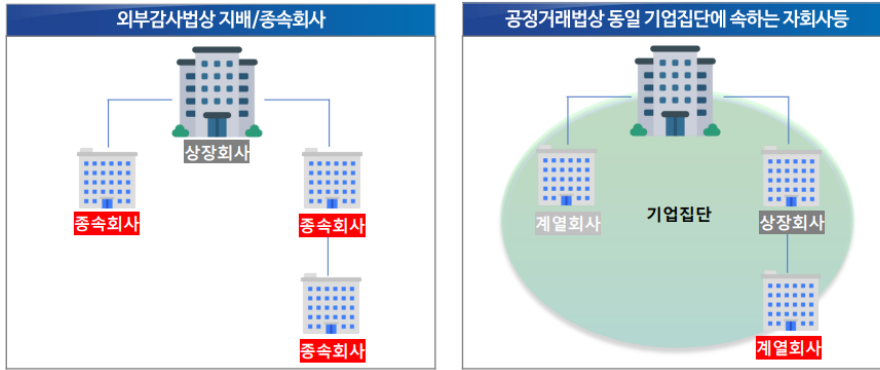 외부감사법상 지배/종속회사
상장회사
종속회사
종속회사
종속회사
공정거래법상 동일 기업집단에 속하는 자회사등
계열회사
기업집단
상장회사
계열회사